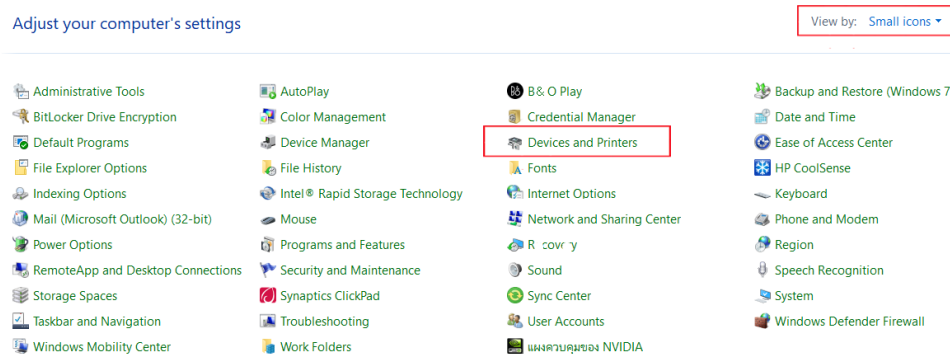 Adjust your computer's settings View by: Small icons
Administrative Tools AutoPlay B& O Play Backup and Restore (Windows 7
BitLocker Drive Encryption Color Management Credential Manager Date and Time
Default Programs Device Manager Devices and Printers Ease of Access Center
File Explorer Options File History Fonts HP CoolSense
Indexing Options Intel® Rapid Storage Technology Internet Options Keyboard
Mail (Microsoft Outlook) (32-bit) Mouse Network and Sharing Center Phone and Modem
Power Options Programs and Features Region
RemoteApp and Desktop Connections Security and Maintenance Sound Speech Recognition
Storage Spaces Synaptics ClickPad Sync Center System
Taskbar and Navigation Troubleshooting User Accounts Windows Defender Firewall
Windows Mobility Center Work Folders แผงควบคุมของ NVIDIA